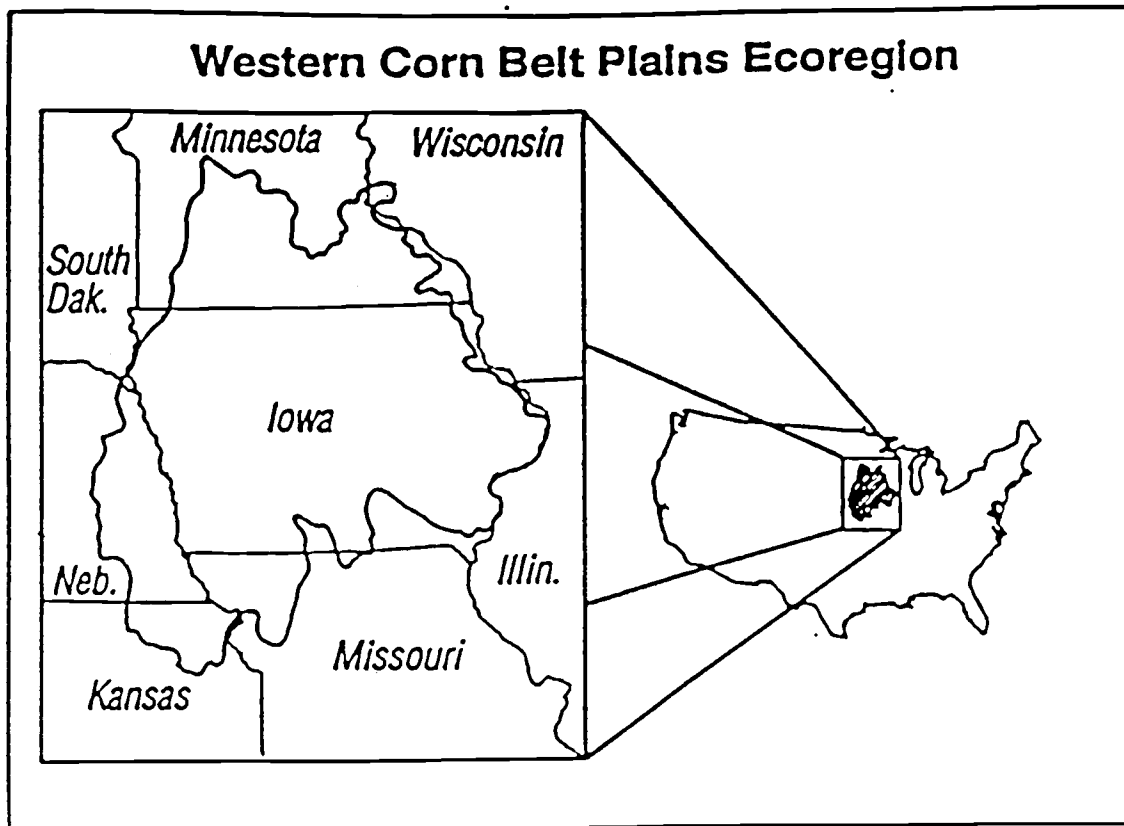 Western Corn Belt Plains Ecoregion
Minnesota
Wisconsin
South
Dak.
Iowa
Neb.
Illin.
Missouri
Kansas